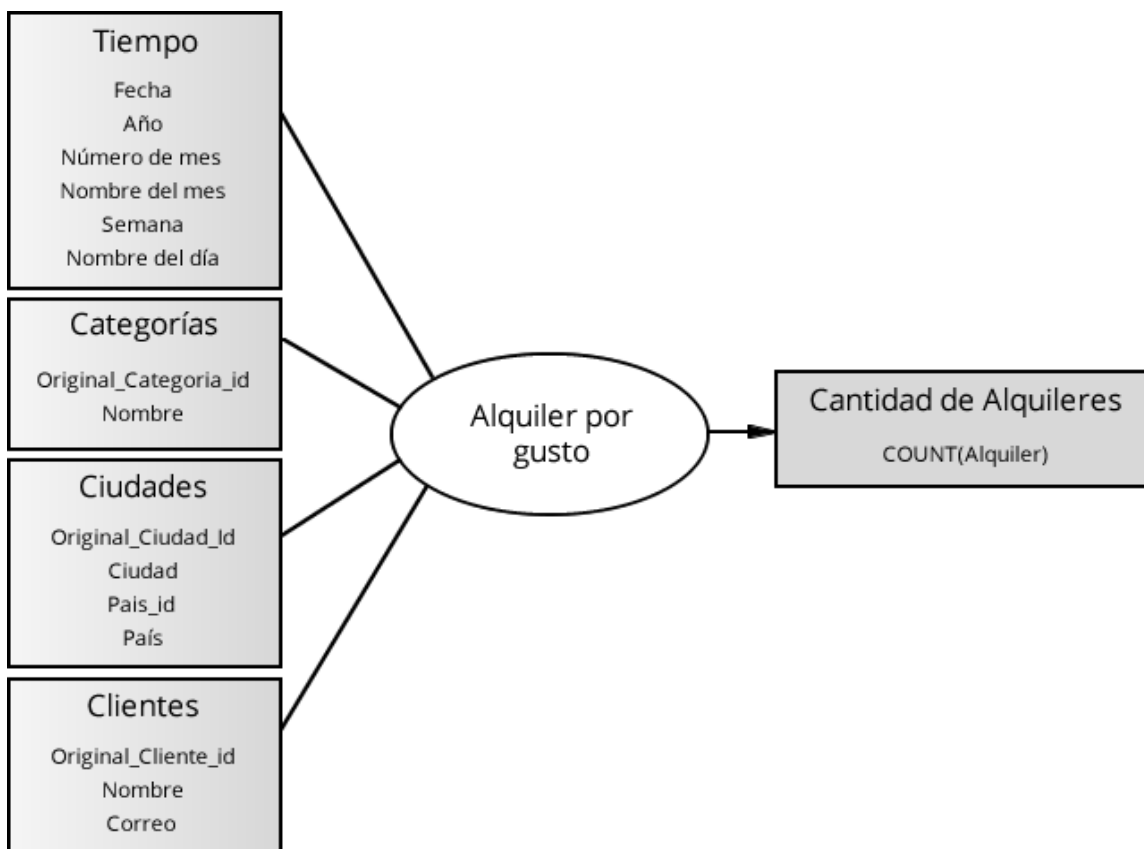 Tiempo
Fecha
Año
Número de mes
Nombre del mes
Semana
Nombre del día
Categorías
Original_Categoria_id
Nombre
Ciudades
Original_Ciudad_Id
Ciudad
Pais_id
País
Clientes
Original_Cliente_id
Nombre
Correo
Alquiler por
gusto
Cantidad de Alquileres
COUNT(Alquiler)